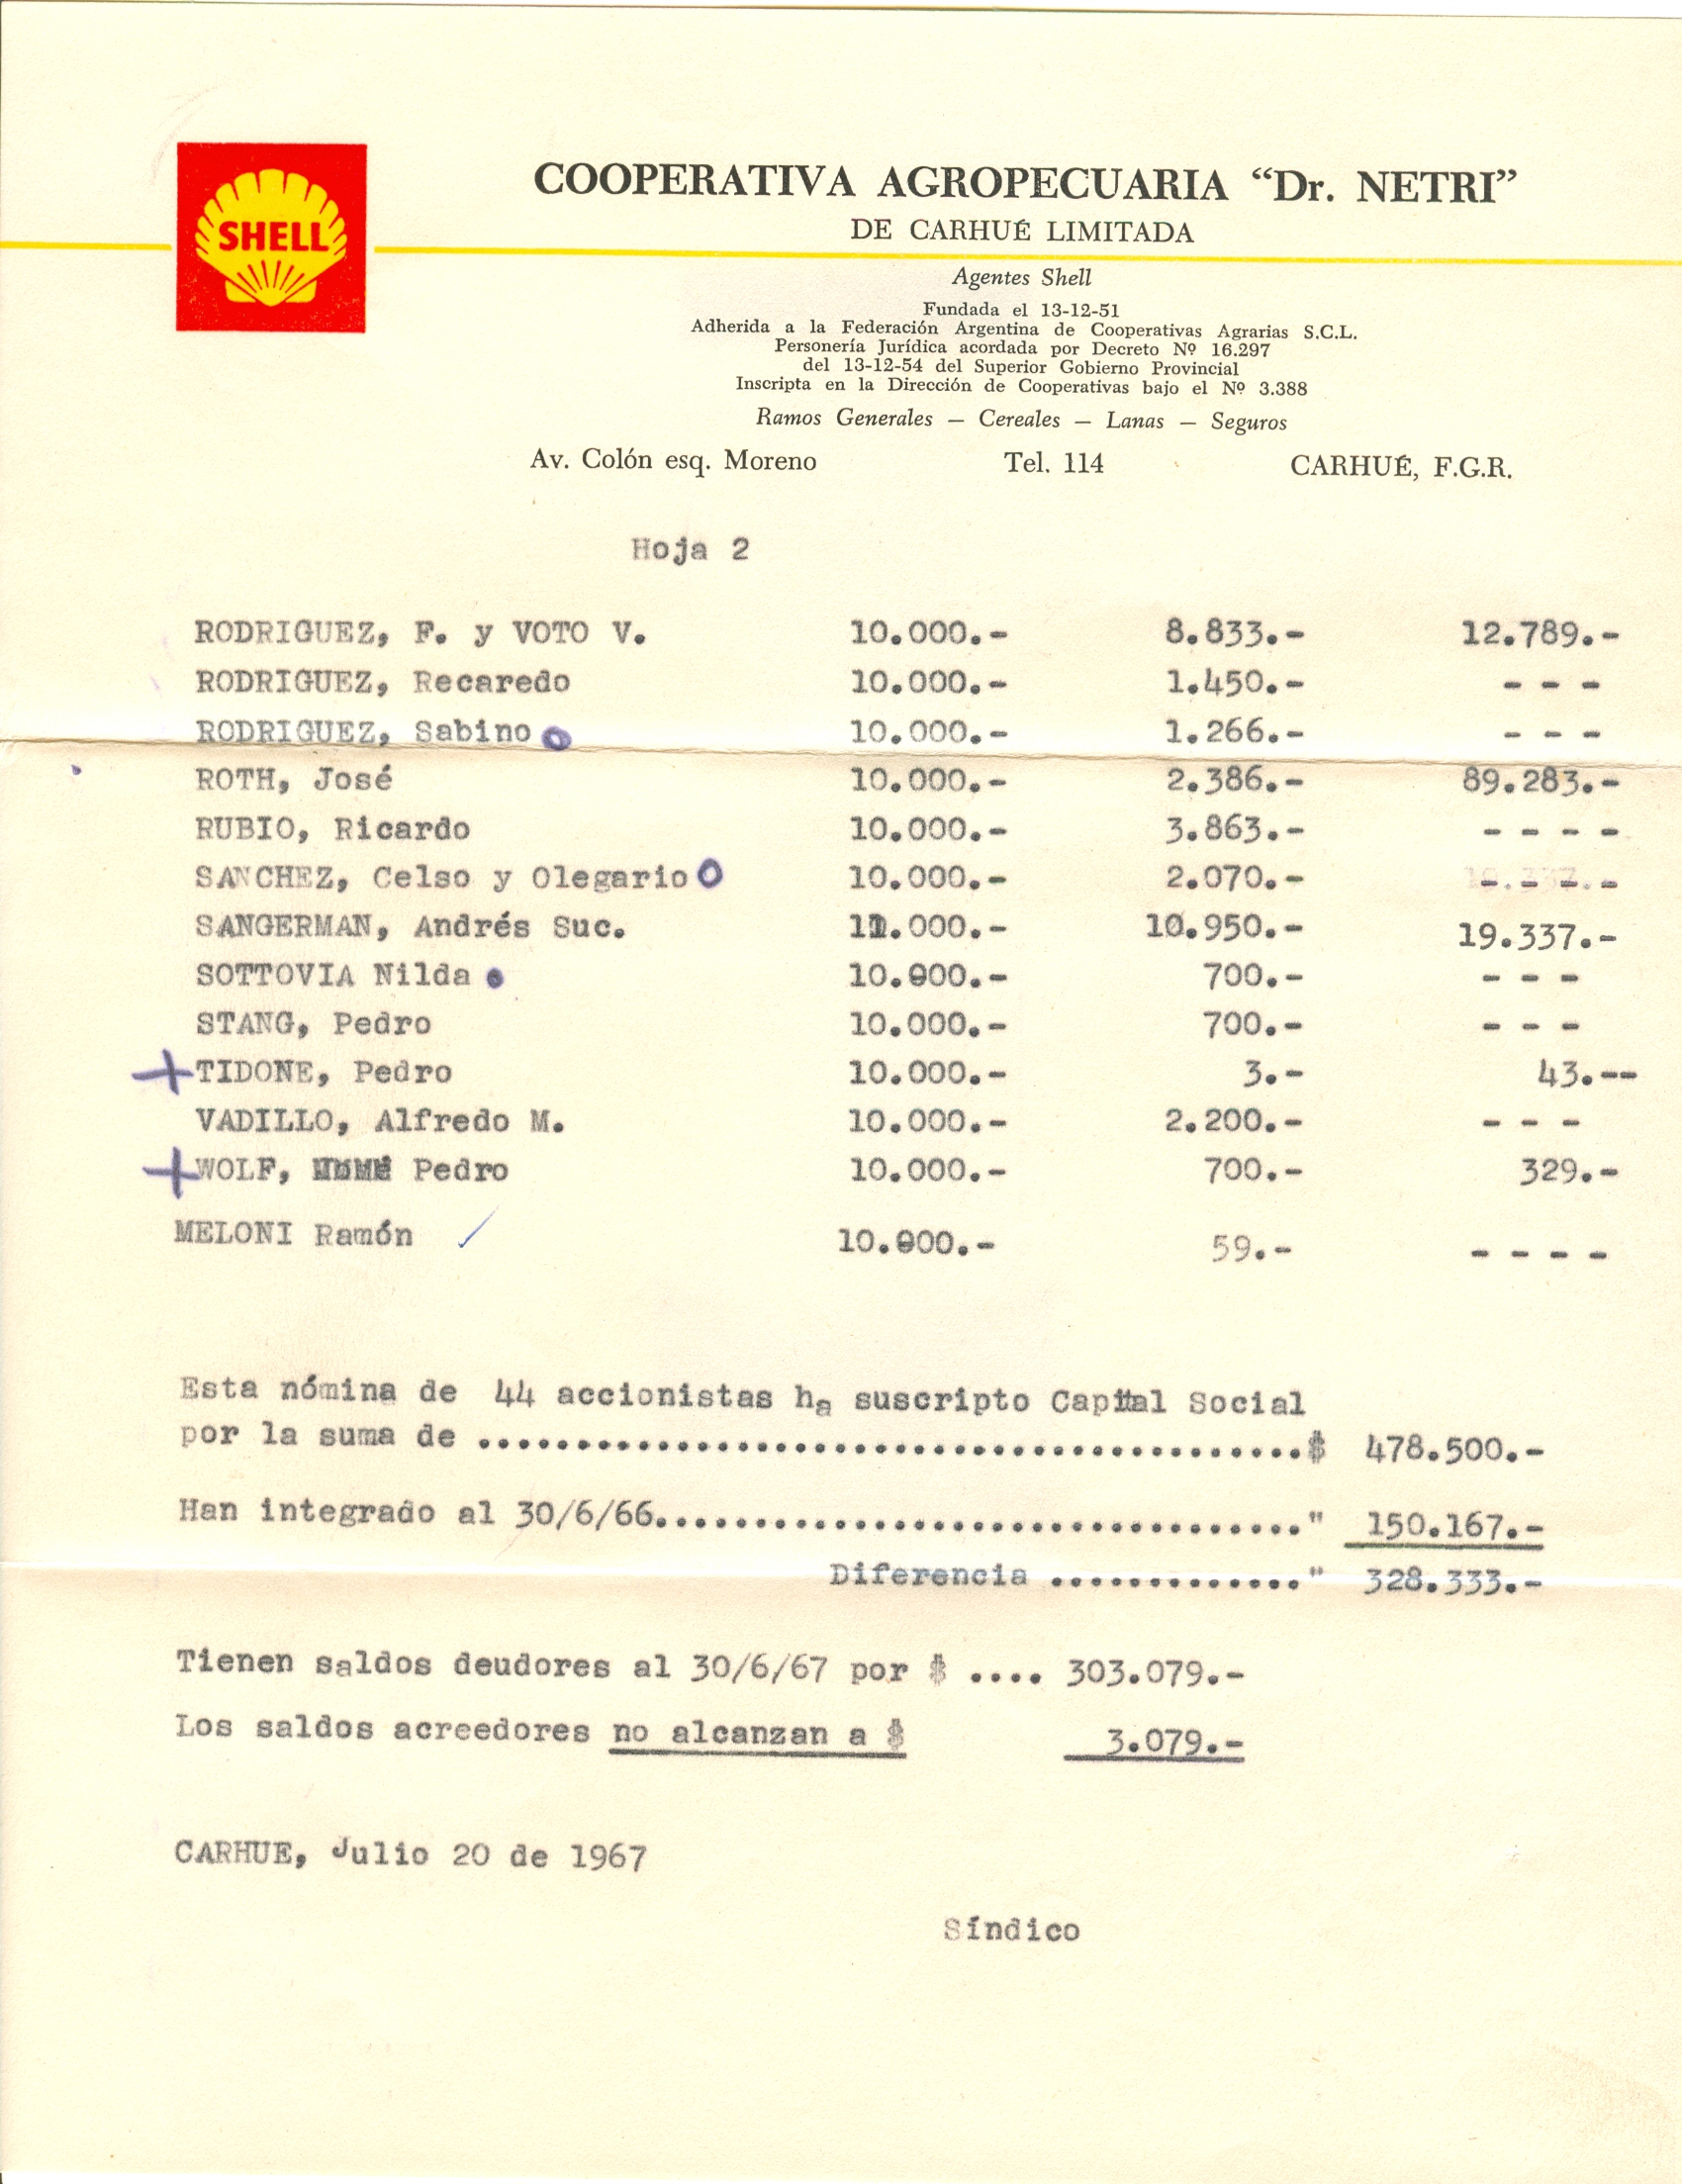 SHELL
COOPERATIVA AGROPECUARIA “Dr. NETRI”
DE CARHUÉ LIMITADA
Agentes Shell
Fundada el 13-12-51
Adherida a la Federación Argentina de Cooperativas Agrarias S.C.L.
Personería Jurídica acordada por Decreto Nº 16.297
del 13-12-54 del Superior Gobierno Provincial
Inscripta en la Dirección de Cooperativas bajo el Nº 3.388
Ramos Generales — Cereales — Lanas — Seguros
Av. Colón esq. Moreno Tel. 114 CARHUÉ, F.G.R.
Hoja 2
RODRIGUEZ, F. y VOTO V. 10.000.- 8.833.- 12.789.-
RODRIGUEZ, Recaredo 10.000.- 1.450.- - - -
RODRIGUEZ, Sabino 10.000.- 1.266.- - - -
ROTH, José 10.000.- 2.386.- 89.283.-
RUBIO, Ricardo 10.000.- 3.863.- - - - -
SANCHEZ, Celso y Olegario 10.000.- 2.070.- - - - -
SANGERMAN, Andrés Suc. 11.000.- 10.950.- 19.337.-
SOTTOVIA Nilda 10.000.- 700.- - - -
STANG, Pedro 10.000.- 700.- - - -
+ TIDONE, Pedro 10.000.- 3.- 43.--
VADILLO, Alfredo M. 10.000.- 2.200.- - - -
+ WOLF, Pedro 10.000.- 700.- 329.-
MELONI Ramón ✓ 10.000.- 59.- - - - -
Esta nómina de 44 accionistas ha suscripto Capital Social
por la suma de ..........................................$ 478.500.-
Han integrado al 30/6/66................................." 150.167.-
Diferencia ............." 328.333.-
Tienen saldos deudores al 30/6/67 por $ .... 303.079.-
Los saldos acreedores no alcanzan a $ 3.079.-
CARHUE, Julio 20 de 1967
Síndico